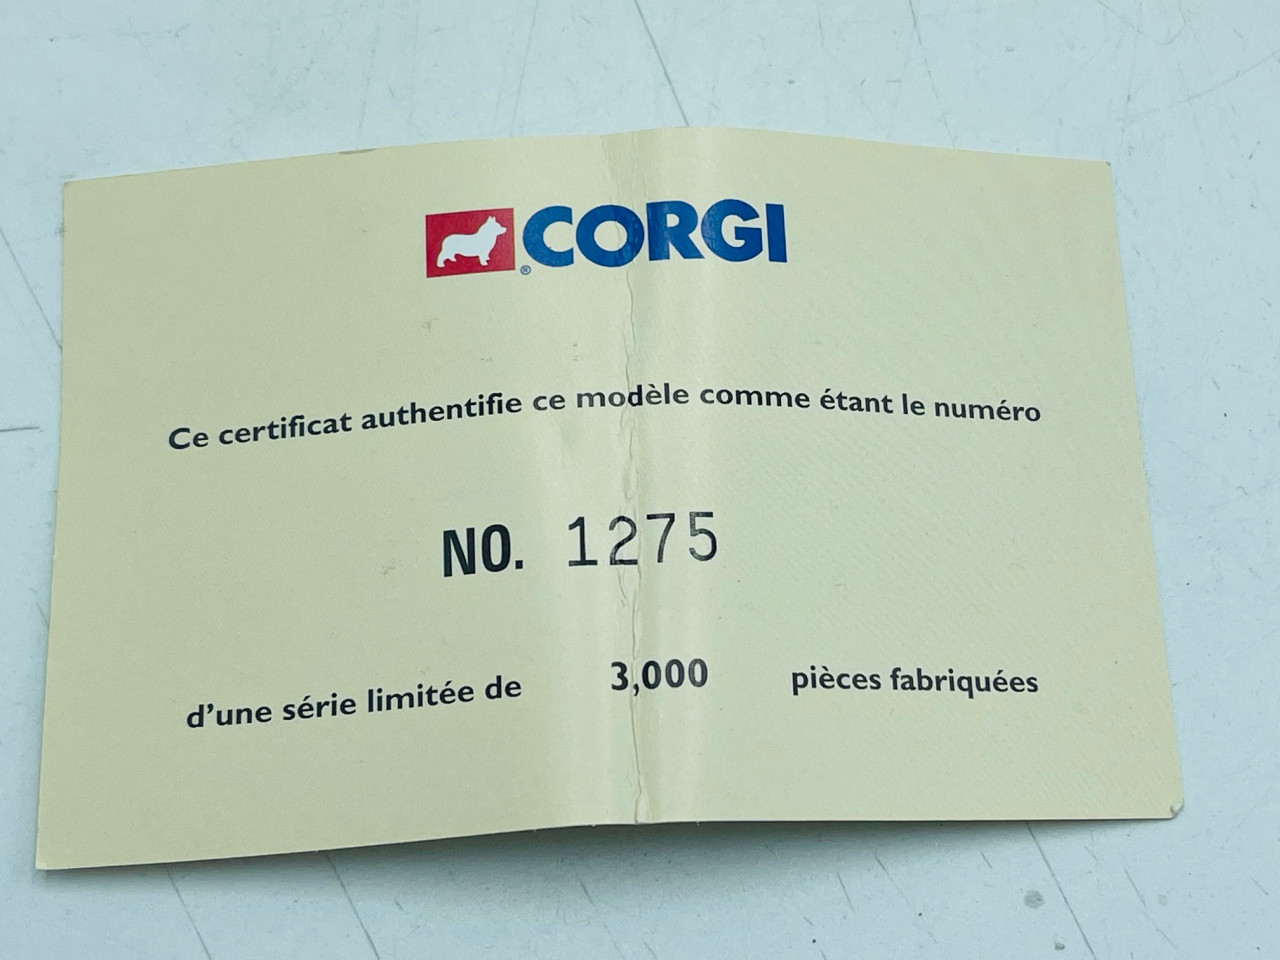 CORGI
®
Ce certificat authentifie ce modèle comme étant le numéro
NO. 1275
d’une série limitée de 3,000 pièces fabriquées